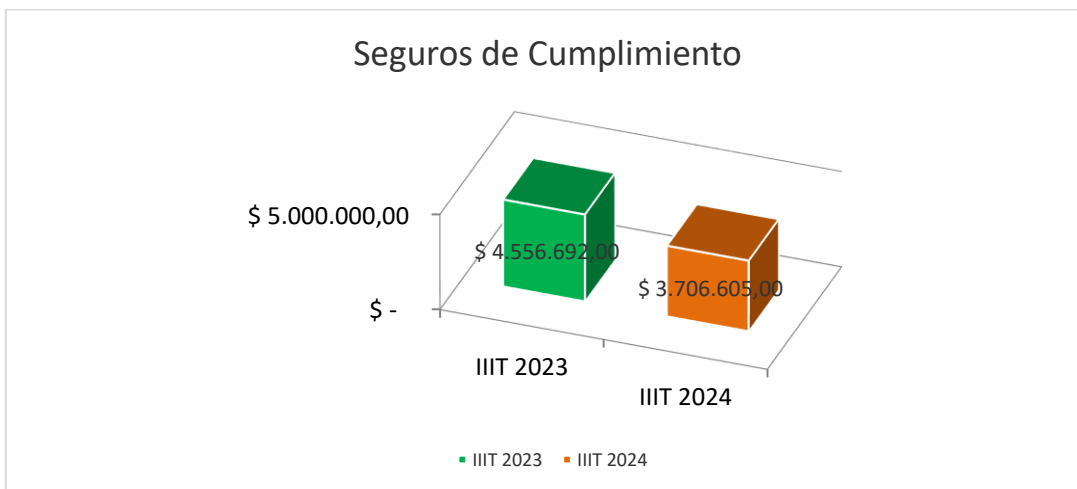 Seguros de Cumplimiento
$ 5.000.000,00
$ 4.556.692,00
$ 3.706.605,00
$ -
IIIT 2023
IIIT 2024
IIIT 2023 IIIT 2024